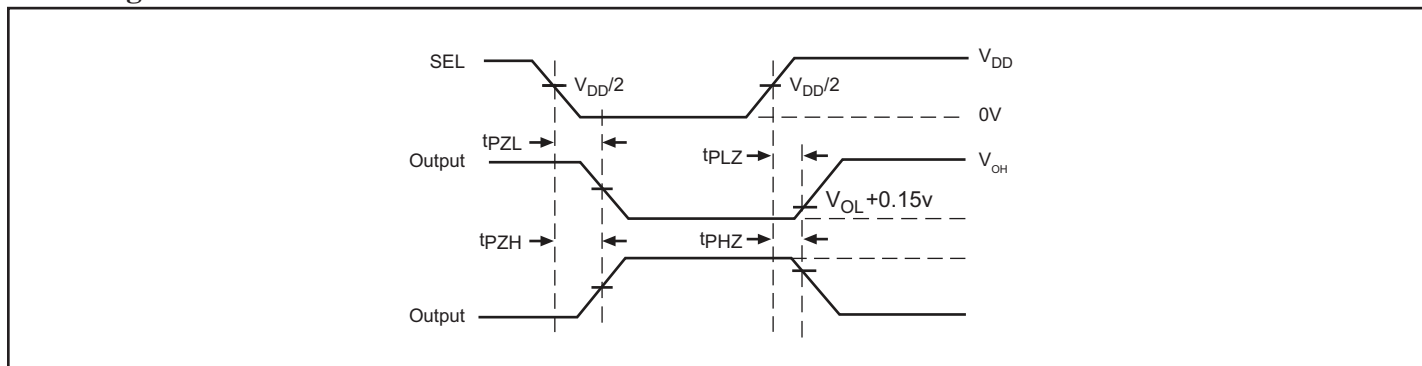 SEL
VDD/2
VDD/2
VDD
0V
tPZL
tPLZ
Output
VOH
VOL+0.15v
tPZH
tPHZ
Output